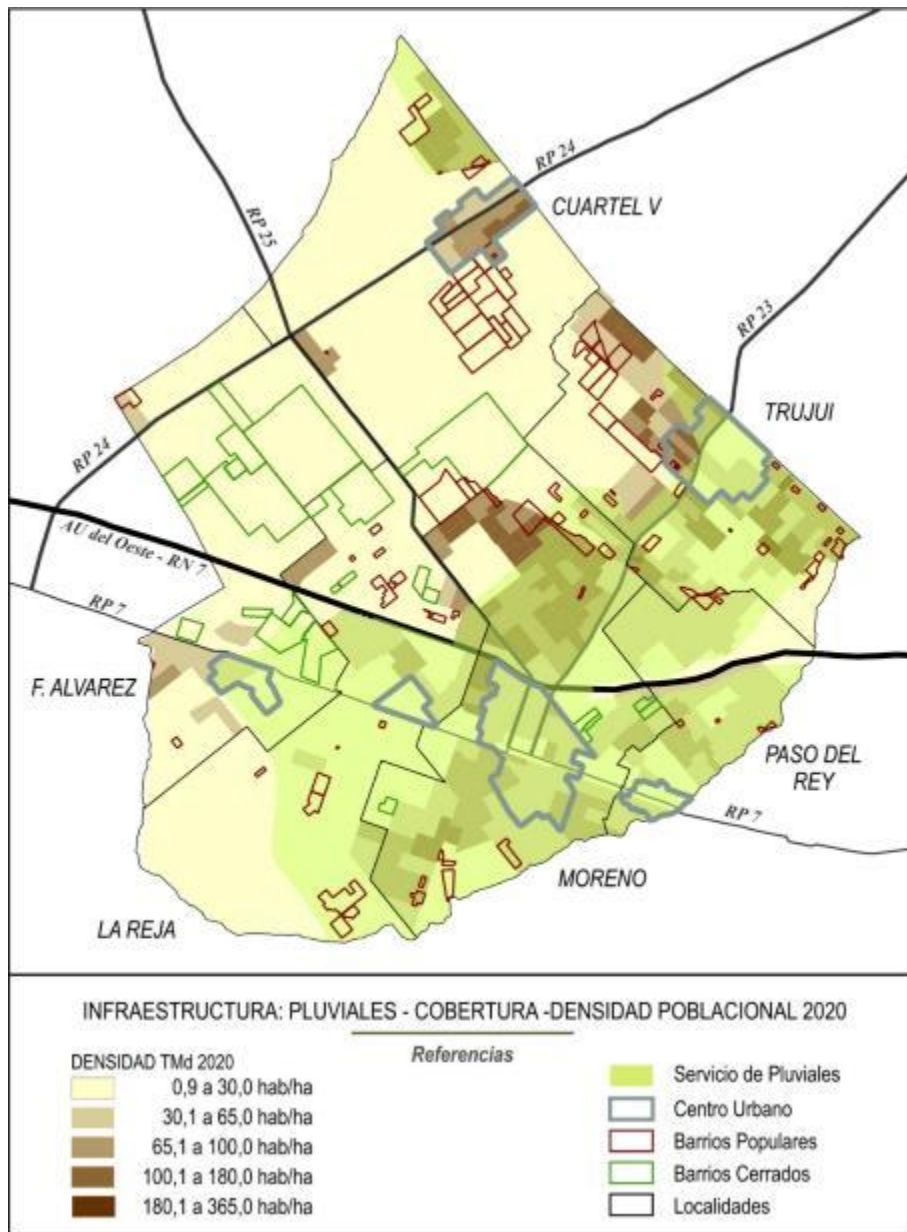 RP 24
CUARTEL V
RP 25
RP 23
TRUJUI
RP 24
AU del Oeste - RN 7
RP 7
F. ALVAREZ
PASO DEL
REY
RP 7
MORENO
LA REJA
INFRAESTRUCTURA: PLUVIALES - COBERTURA -DENSIDAD POBLACIONAL 2020
Referencias
DENSIDAD TMd 2020
0,9 a 30,0 hab/ha
30,1 a 65,0 hab/ha
65,1 a 100,0 hab/ha
100,1 a 180,0 hab/ha
180,1 a 365,0 hab/ha
Servicio de Pluviales
Centro Urbano
Barrios Populares
Barrios Cerrados
Localidades